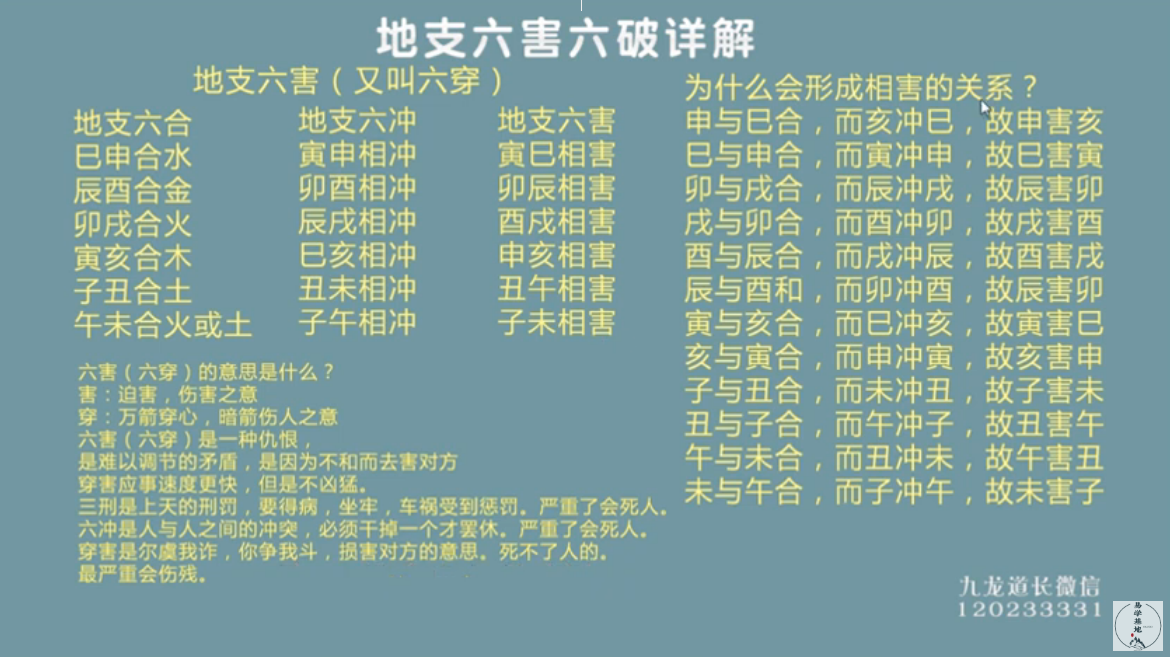 地支六害六破详解
地支六害（又叫六穿）
地支六合
巳申合水
辰酉合金
卯戌合火
寅亥合木
子丑合土
午未合火或土
地支六冲
寅申相冲
卯酉相冲
辰戌相冲
巳亥相冲
丑未相冲
子午相冲
地支六害
寅巳相害
卯辰相害
酉戌相害
申亥相害
丑午相害
子未相害
六害（六穿）的意思是什么？
害：迫害，伤害之意
穿：万箭穿心，暗箭伤人之意
六害（六穿）是一种仇恨，
是难以调节的矛盾，是因为不和而去害对方
穿害应事速度更快，但是不凶猛。
三刑是上天的刑罚，要得病，坐牢，车祸受到惩罚。严重了会死人。
六冲是人与人之间的冲突，必须干掉一个才罢休。严重了会死人。
穿害是尔虞我诈，你争我斗，损害对方的意思。死不了人的。
最严重会伤残。
为什么会形成相害的关系？
申与巳合，而亥冲巳，故申害亥
巳与申合，而寅冲申，故巳害寅
卯与戌合，而辰冲戌，故辰害卯
戌与卯合，而酉冲卯，故戌害酉
酉与辰合，而戌冲辰，故酉害戌
辰与酉和，而卯冲酉，故辰害卯
寅与亥合，而巳冲亥，故寅害巳
亥与寅合，而申冲寅，故亥害申
子与丑合，而未冲丑，故子害未
丑与子合，而午冲子，故丑害午
午与未合，而丑冲未，故午害丑
未与午合，而子冲午，故未害子
九龙道长微信
120233331
易学基地